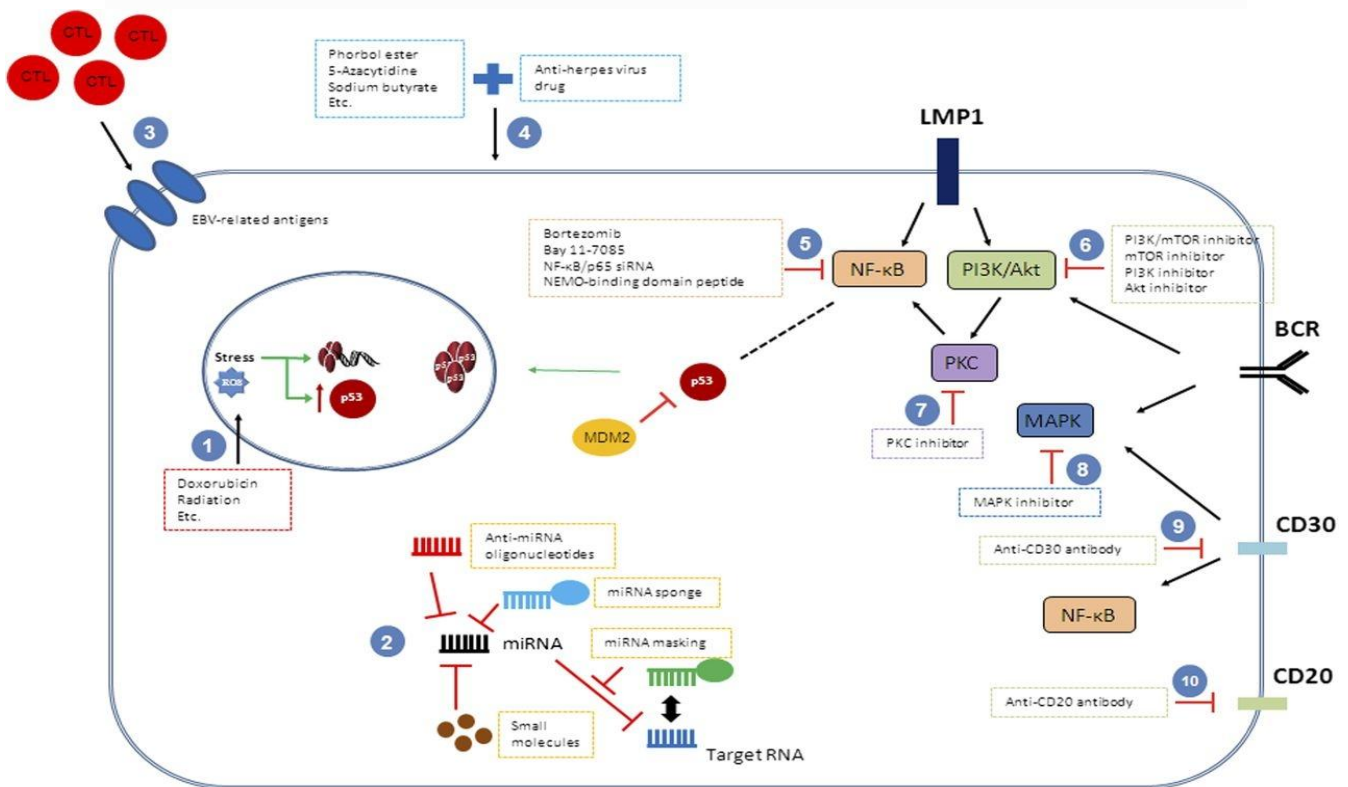 CTL
CTL
CTL
CTL
3
Phorbol ester
5-Azacytidine
Sodium butyrate
Etc.
Anti-herpes virus
drug
4
LMP1
EBV-related antigens
Bortezomib
Bay 11-7085
NF-κB/p65 siRNA
NEMO-binding domain peptide
5
NF-κB
PI3K/Akt
6
PI3K/mTOR inhibitor
mTOR inhibitor
PI3K inhibitor
Akt inhibitor
BCR
Stress
ROS
p53
p53
p53
p53
PKC
7
PKC inhibitor
MDM2
MAPK
8
MAPK inhibitor
1
Doxorubicin
Radiation
Etc.
Anti-miRNA
oligonucleotides
miRNA sponge
2
miRNA
miRNA masking
Small
molecules
Target RNA
9
Anti-CD30 antibody
CD30
NF-κB
10
Anti-CD20 antibody
CD20